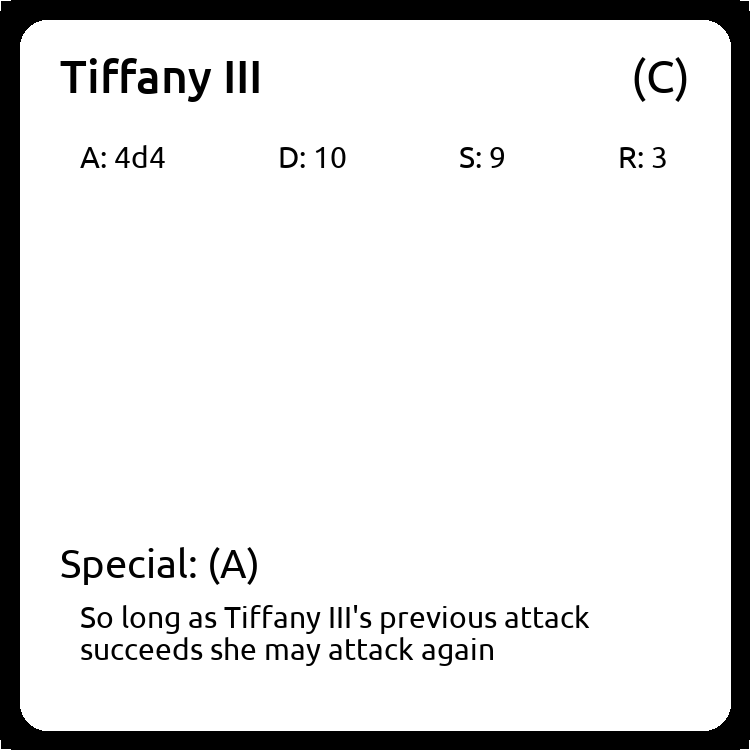 Tiffany III (C)
A: 4d4 D: 10 S: 9 R: 3
Special: (A)
So long as Tiffany III's previous attack
succeeds she may attack again